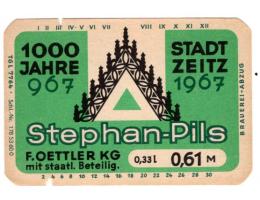 I II III IV V VI VII VIII IX X XI XII
1000 STADT
JAHRE ZEITZ
967 1967
Stephan-Pils
F. OETTLER KG
mit staatl. Beteilig.
0,33 l 0,61 M
2 4 6 8 10 12 14 16 18 20 22 24 26 28 30
TGL 7764
BRAUEREI-ABZUG